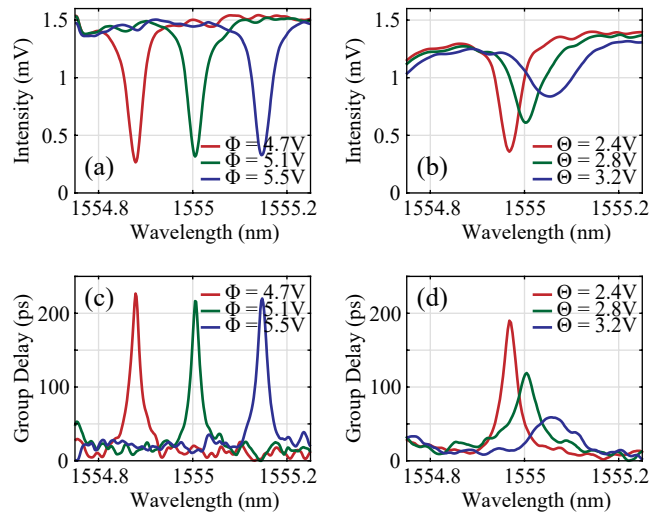 1.5
1
0.5
0
Intensity (mV)
(a)
Φ = 4.7V
Φ = 5.1V
Φ = 5.5V
1554.8
1555
1555.2
Wavelength (nm)
1.5
1
0.5
0
Intensity (mV)
(b)
Θ = 2.4V
Θ = 2.8V
Θ = 3.2V
1554.8
1555
1555.2
Wavelength (nm)
200
100
50
0
Group Delay (ps)
(c)
Φ = 4.7V
Φ = 5.1V
Φ = 5.5V
1554.8
1555
1555.2
Wavelength (nm)
200
100
50
0
Group Delay (ps)
(d)
Θ = 2.4V
Θ = 2.8V
Θ = 3.2V
1554.8
1555
1555.2
Wavelength (nm)